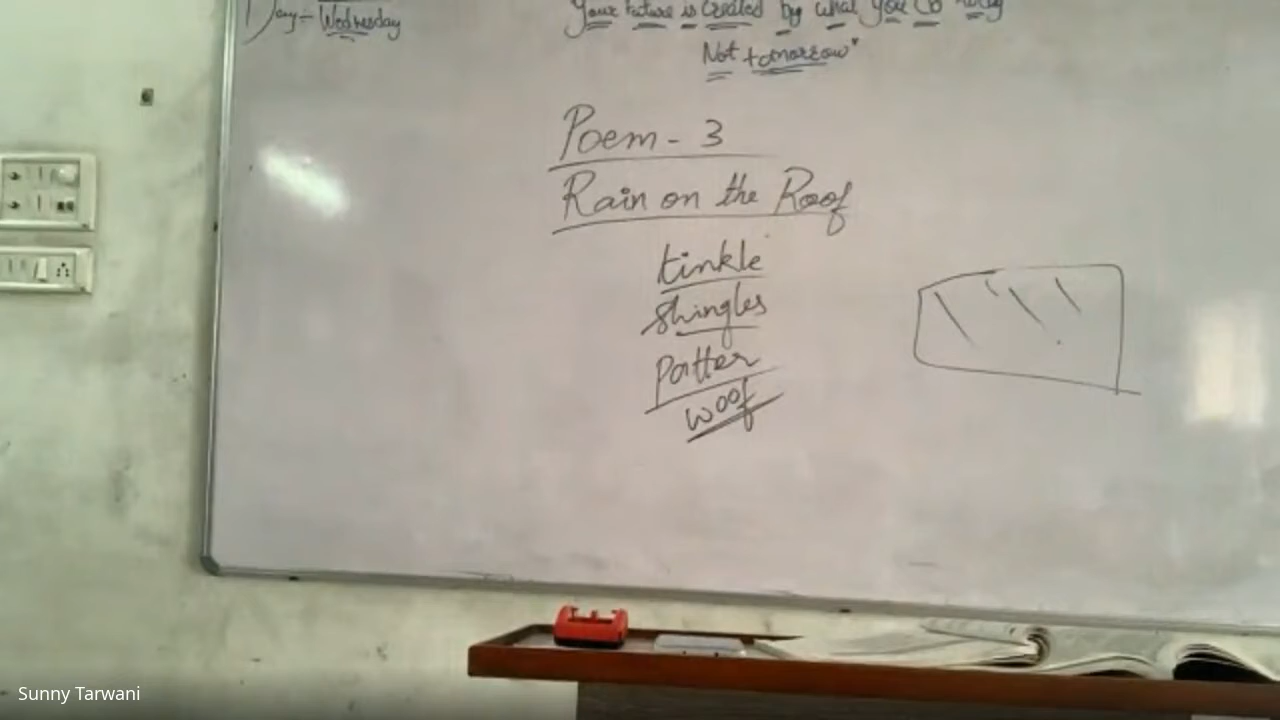 Day:- Wednesday
Your future is created by what you do today
Not tomorrow"
Poem - 3
Rain on the Roof
tinkle
shingles
patter
woof
Sunny Tarwani